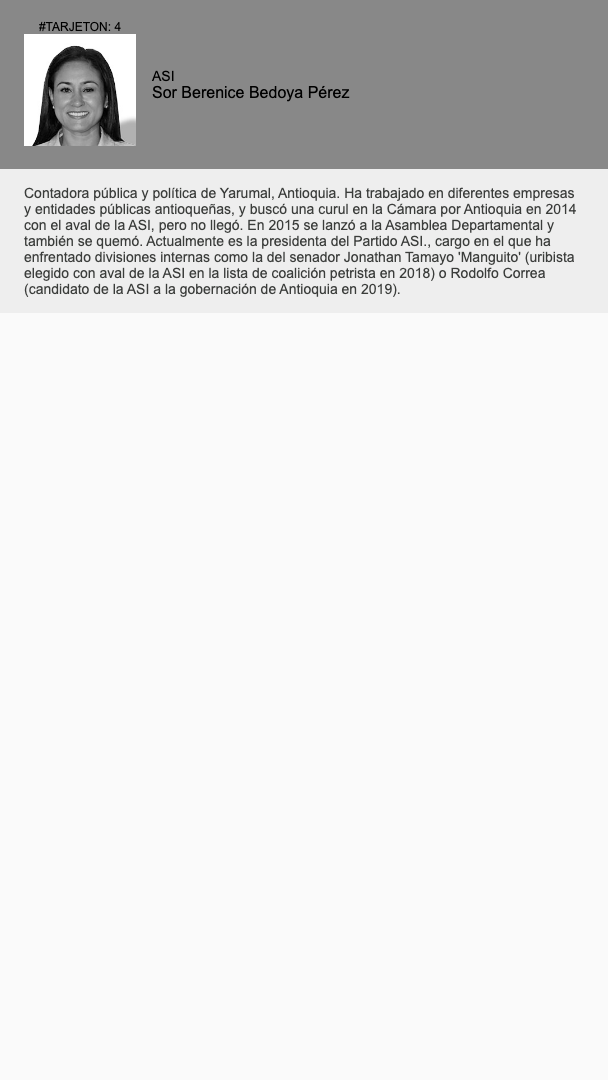 #TARJETON: 4
ASI
Sor Berenice Bedoya Pérez
Contadora pública y política de Yarumal, Antioquia. Ha trabajado en diferentes empresas
y entidades públicas antioqueñas, y buscó una curul en la Cámara por Antioquia en 2014
con el aval de la ASI, pero no llegó. En 2015 se lanzó a la Asamblea Departamental y
también se quemó. Actualmente es la presidenta del Partido ASI., cargo en el que ha
enfrentado divisiones internas como la del senador Jonathan Tamayo 'Manguito' (uribista
elegido con aval de la ASI en la lista de coalición petrista en 2018) o Rodolfo Correa
(candidato de la ASI a la gobernación de Antioquia en 2019).